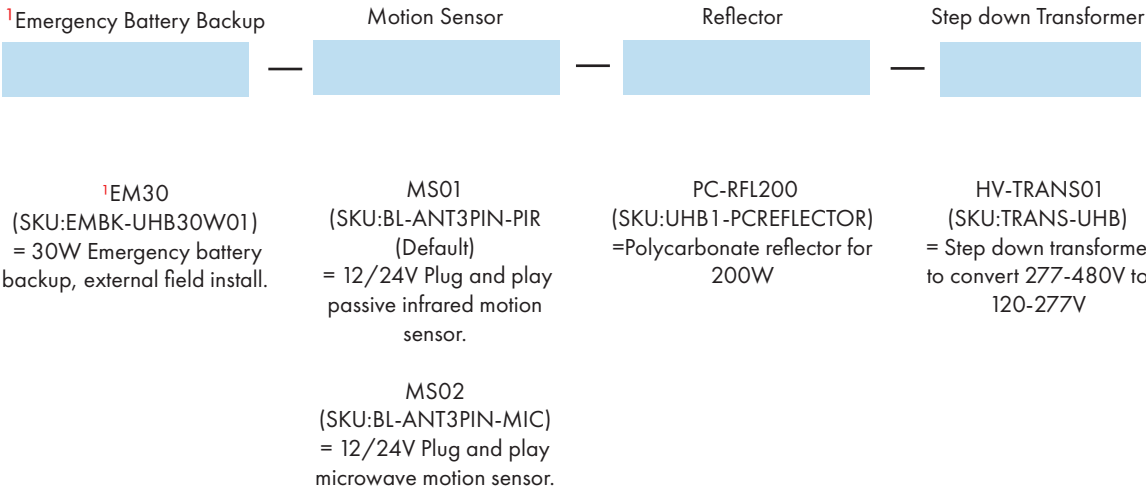 ¹Emergency Battery Backup
Motion Sensor
Reflector
Step down Transformer
—
—
—
¹EM30
(SKU:EMBK-UHB30W01)
= 30W Emergency battery
backup, external field install.
MS01
(SKU:BL-ANT3PIN-PIR
(Default)
= 12/24V Plug and play
passive infrared motion
sensor.
MS02
(SKU:BL-ANT3PIN-MIC)
= 12/24V Plug and play
microwave motion sensor.
PC-RFL200
(SKU:UHB1-PCREFLECTOR)
=Polycarbonate reflector for
200W
HV-TRANS01
(SKU:TRANS-UHB)
= Step down transforme
to convert 277-480V to
120-277V